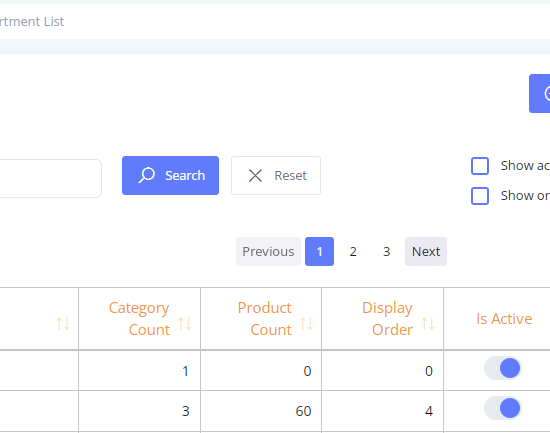 rtment List
Search
Reset
Show ac
Show or
Previous
1
2
3
Next
Category Count
Product Count
Display Order
Is Active
1
0
0
3
60
4